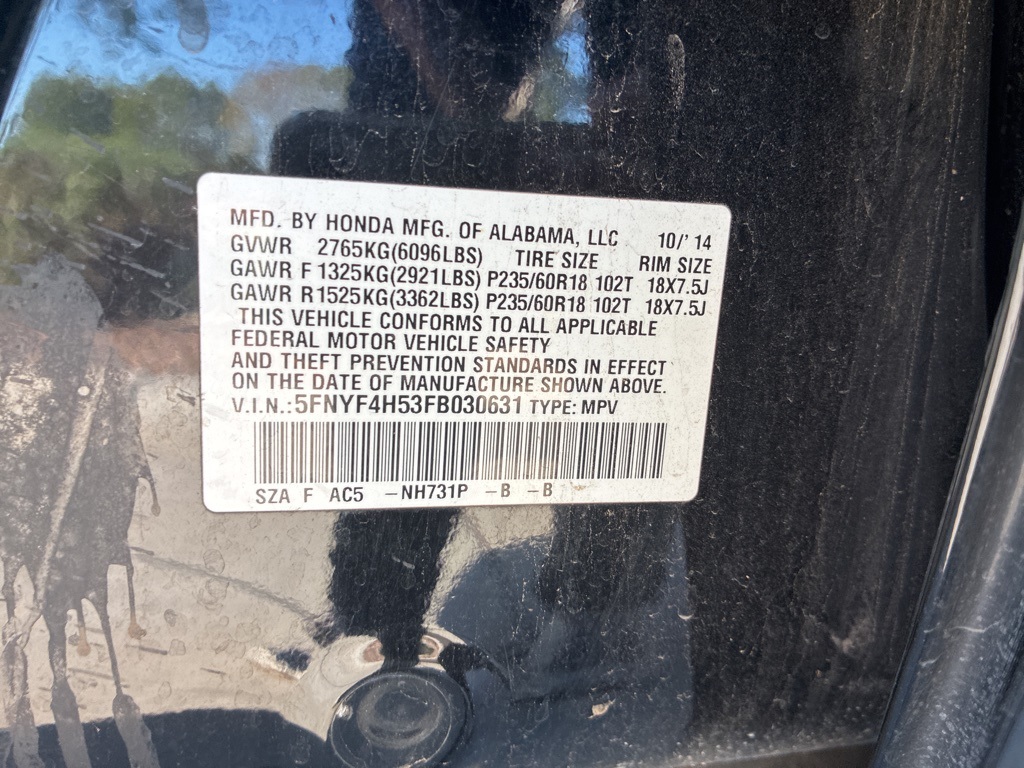 MFD. BY HONDA MFG. OF ALABAMA, LLC 10/'14
GVWR 2765KG(6096LBS) TIRE SIZE RIM SIZE
GAWR F 1325KG(2921LBS) P235/60R18 102T 18X7.5J
GAWR R1525KG(3362LBS) P235/60R18 102T 18X7.5J
THIS VEHICLE CONFORMS TO ALL APPLICABLE
FEDERAL MOTOR VEHICLE SAFETY
AND THEFT PREVENTION STANDARDS IN EFFECT
ON THE DATE OF MANUFACTURE SHOWN ABOVE.
V.I.N.:5FNYF4H53FB030631 TYPE: MPV
SZA F AC5 -NH731P -B -B